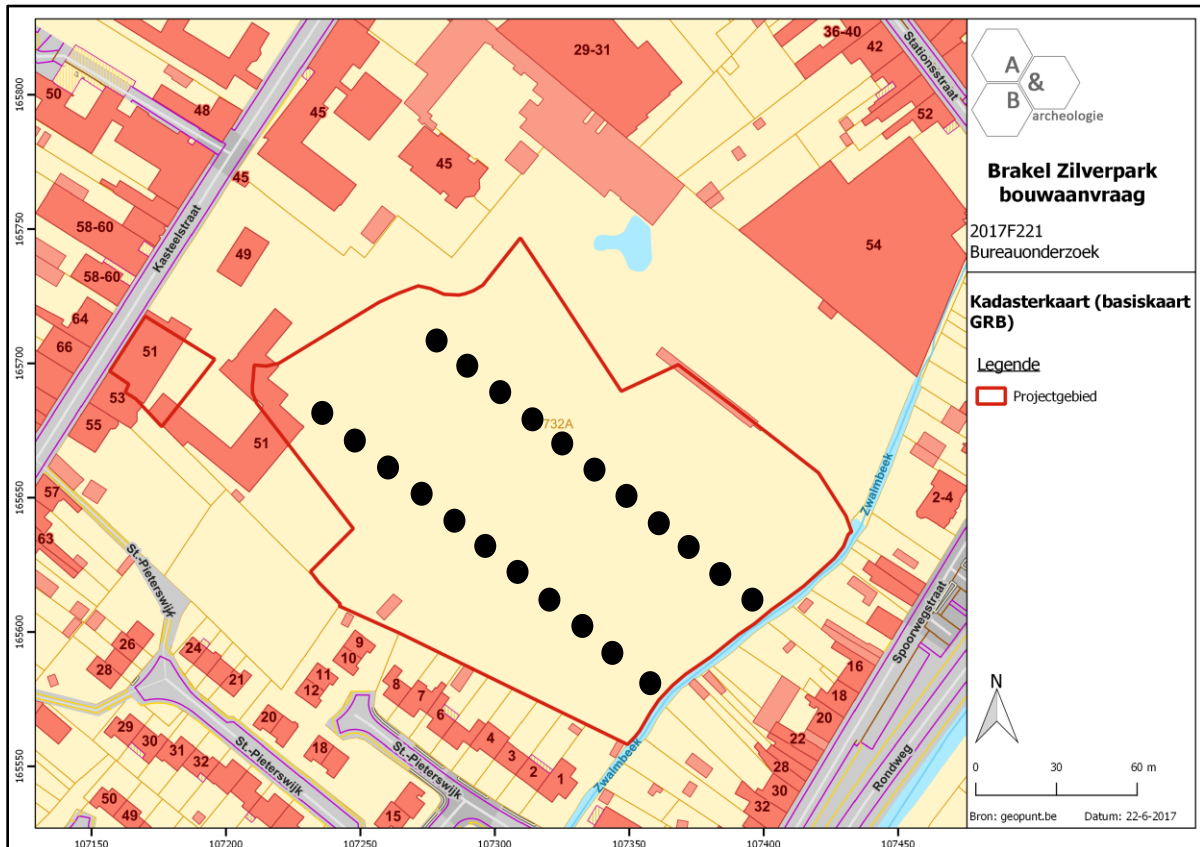 29-31
36-40
42
Stationsstraat
50
48
45
45
52
45
58-60
Kasteelstraat
49
54
58-60
64
66
51
53
55
51
732A
Zwalmbeek
57
63
2-4
St.-Pieterswijk
Spoorwegstraat
26
28
24
21
9
10
11
12
8
7
6
4
3
2
1
16
18
20
22
28
30
32
29
30
31
32
20
18
St.-Pieterswijk
St.-Pieterswijk
Zwalmbeek
Rondweg
50
49
15
165800
165750
165700
165650
165600
165550
107150
107200
107250
107300
107350
107400
107450
A
&
B
archeologie
Brakel Zilverpark
bouwaanvraag
2017F221
Bureauonderzoek
Kadasterkaart (basiskaart
GRB)
Legende
Projectgebied
N
0 30 60 m
Bron: geopunt.be Datum: 22-6-2017